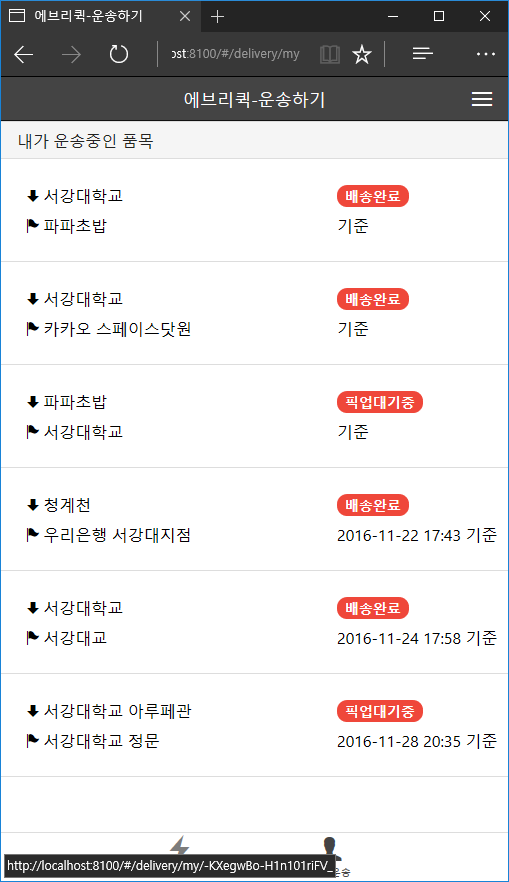 에브리퀵-운송하기
ost:8100/#/delivery/my
에브리퀵-운송하기
내가 운송중인 품목
서강대학교 배송완료
파파초밥 기준
서강대학교 배송완료
카카오 스페이스닷원 기준
파파초밥 픽업대기중
서강대학교 기준
청계천 배송완료
우리은행 서강대지점 2016-11-22 17:43 기준
서강대학교 배송완료
서강대교 2016-11-24 17:58 기준
서강대학교 아루페관 픽업대기중
서강대학교 정문 2016-11-28 20:35 기준
http://localhost:8100/#/delivery/my/-KXegwBo-H1n101riFV_